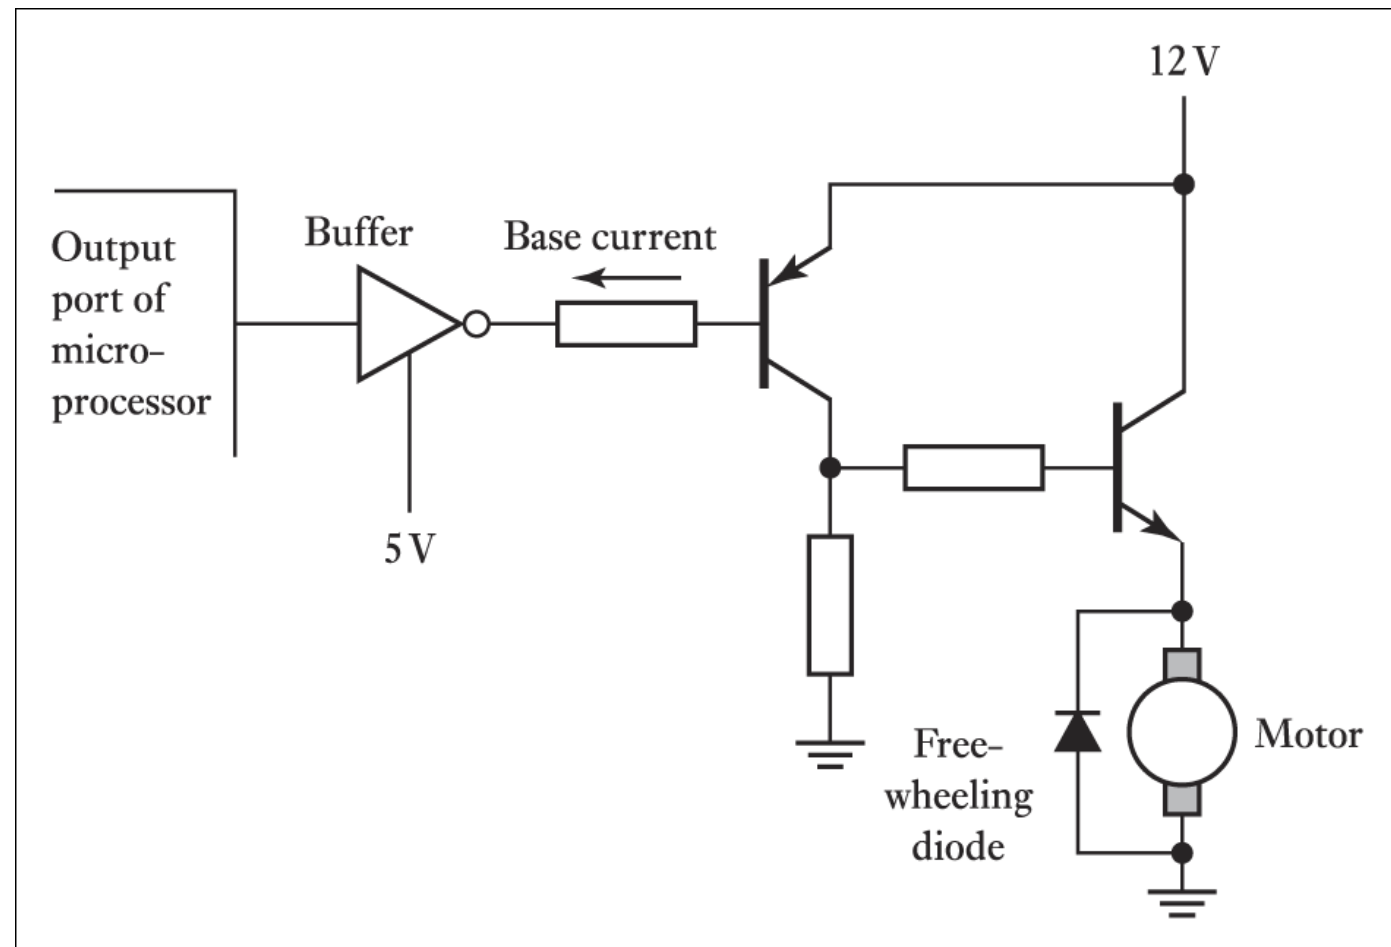 12 V
Output
port of
micro-
processor
Buffer
Base current
5 V
Free-
wheeling
diode
Motor